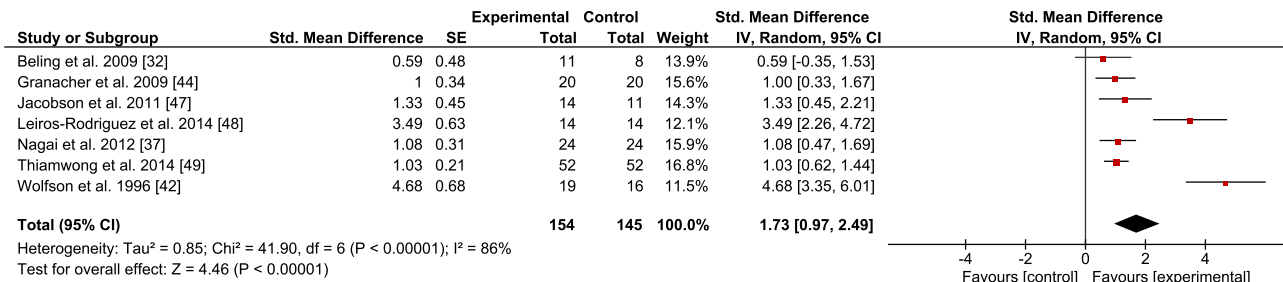 Experimental Control Std. Mean Difference Std. Mean Difference
Study or Subgroup Std. Mean Difference SE Total Total Weight IV, Random, 95% CI IV, Random, 95% CI
Beling et al. 2009 [32] 0.59 0.48 11 8 13.9% 0.59 [-0.35, 1.53]
Granacher et al. 2009 [44] 1 0.34 20 20 15.6% 1.00 [0.33, 1.67]
Jacobson et al. 2011 [47] 1.33 0.45 14 11 14.3% 1.33 [0.45, 2.21]
Leiros-Rodriguez et al. 2014 [48] 3.49 0.63 14 14 12.1% 3.49 [2.26, 4.72]
Nagai et al. 2012 [37] 1.08 0.31 24 24 15.9% 1.08 [0.47, 1.69]
Thiamwong et al. 2014 [49] 1.03 0.21 52 52 16.8% 1.03 [0.62, 1.44]
Wolfson et al. 1996 [42] 4.68 0.68 19 16 11.5% 4.68 [3.35, 6.01]
Total (95% CI) 154 145 100.0% 1.73 [0.97, 2.49]
Heterogeneity: Tau² = 0.85; Chi² = 41.90, df = 6 (P < 0.00001); I² = 86%
Test for overall effect: Z = 4.46 (P < 0.00001)
-4 -2 0 2 4
Favours [control] Favours [experimental]